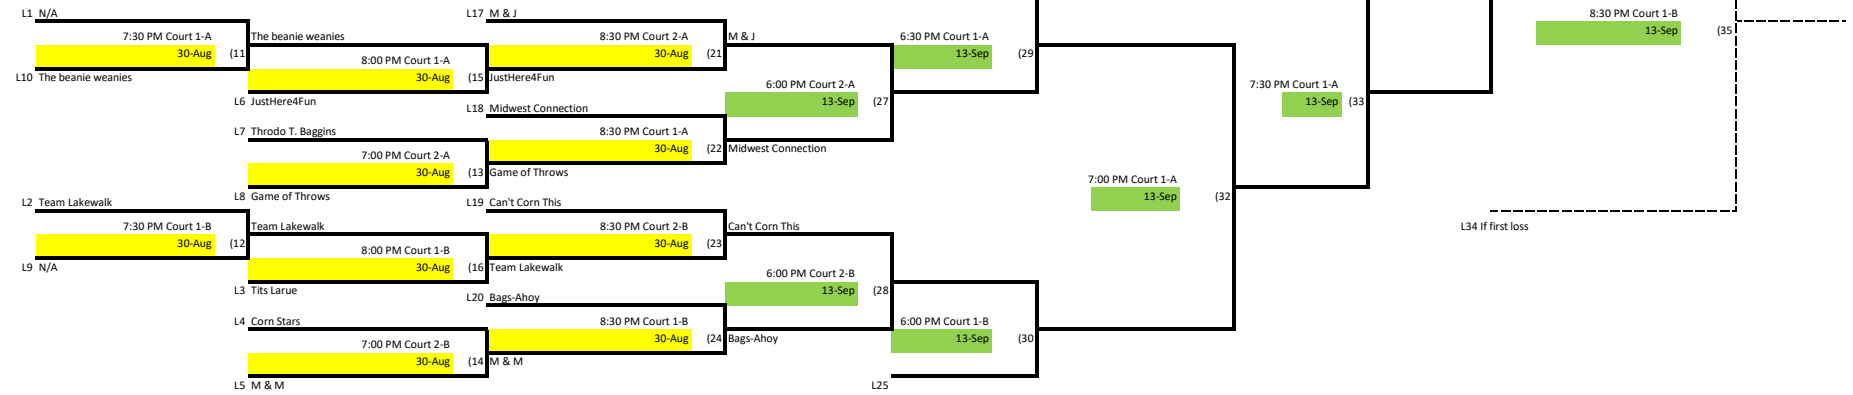 L1 N/A
L17 M & J
8:30 PM Court 1-B
7:30 PM Court 1-A
The beanie weanies
8:30 PM Court 2-A
M & J
6:30 PM Court 1-A
13-Sep (35
30-Aug (11
30-Aug (21
13-Sep (29
8:00 PM Court 1-A
L10 The beanie weanies
30-Aug (15
JustHere4Fun
6:00 PM Court 2-A
7:30 PM Court 1-A
L6 JustHere4Fun
L18 Midwest Connection
13-Sep (27
13-Sep (33
L7 Throdo T. Baggins
8:30 PM Court 1-A
30-Aug (22
Midwest Connection
7:00 PM Court 2-A
30-Aug (13
Game of Throws
7:00 PM Court 1-A
L8 Game of Throws
13-Sep (32
L2 Team Lakewalk
L19 Can't Corn This
7:30 PM Court 1-B
Team Lakewalk
8:30 PM Court 2-B
Can't Corn This
L34 If first loss
30-Aug (12
30-Aug (23
8:00 PM Court 1-B
L9 N/A
30-Aug (16
Team Lakewalk
6:00 PM Court 2-B
L3 Tits Larue
L20 Bags-Ahoy
13-Sep (28
L4 Corn Stars
8:30 PM Court 1-B
6:00 PM Court 1-B
30-Aug (24
Bags-Ahoy
13-Sep (30
7:00 PM Court 2-B
30-Aug (14
M & M
L5 M & M
L25